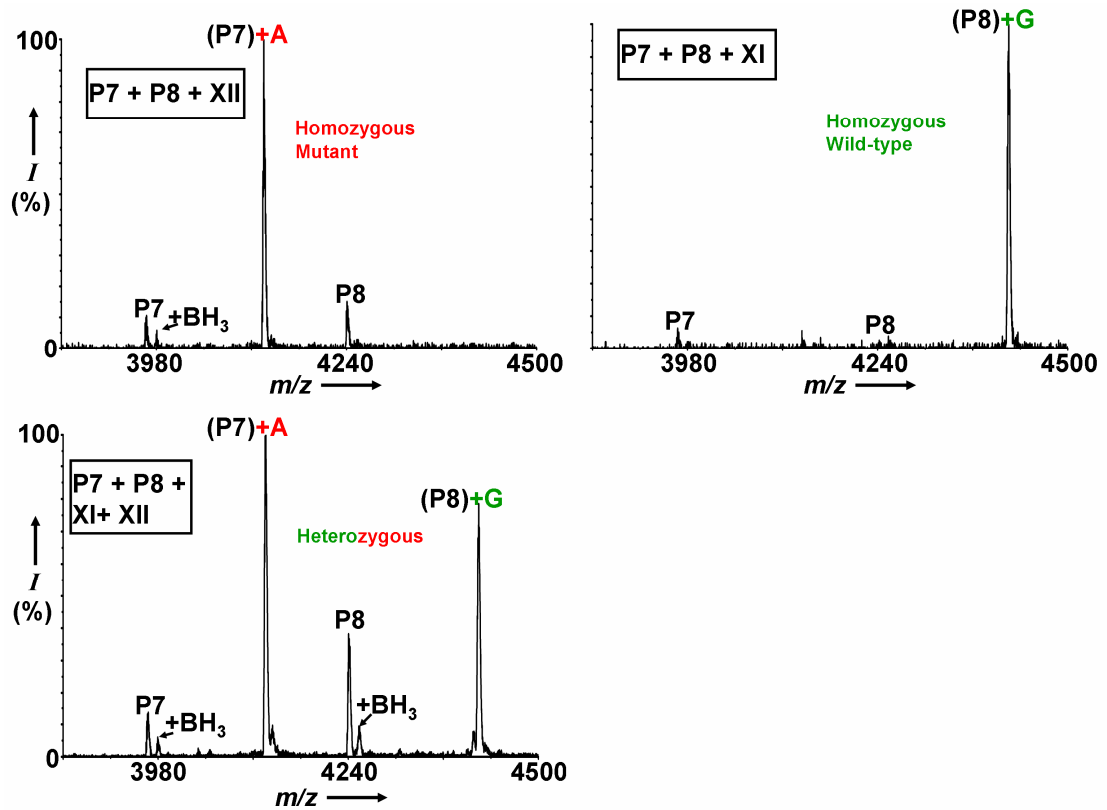 (P7)+A
100
P7 + P8 + XII
Homozygous
Mutant
I
(%)
P7
+BH3
P8
0
3980
4240
4500
m/z
(P8)+G
P7 + P8 + XI
Homozygous
Wild-type
P7
P8
0
3980
4240
4500
m/z
(P7)+A
100
P7 + P8 +
XI+ XII
(P8)+G
Heterozygous
I
(%)
P8
P7
+BH3
+BH3
0
3980
4240
4500
m/z